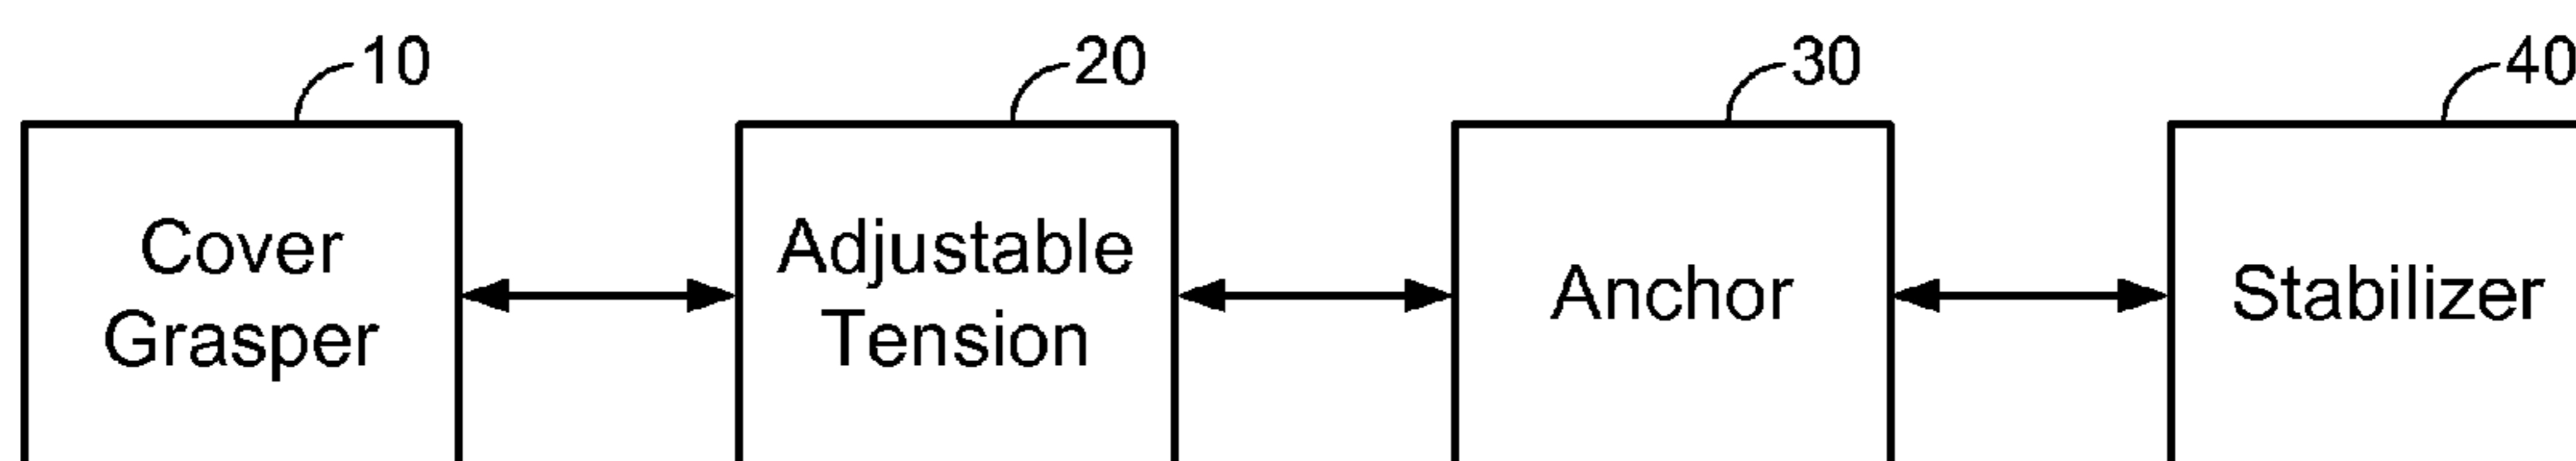 10
20
30
40
Cover
Grasper
Adjustable
Tension
Anchor
Stabilizer